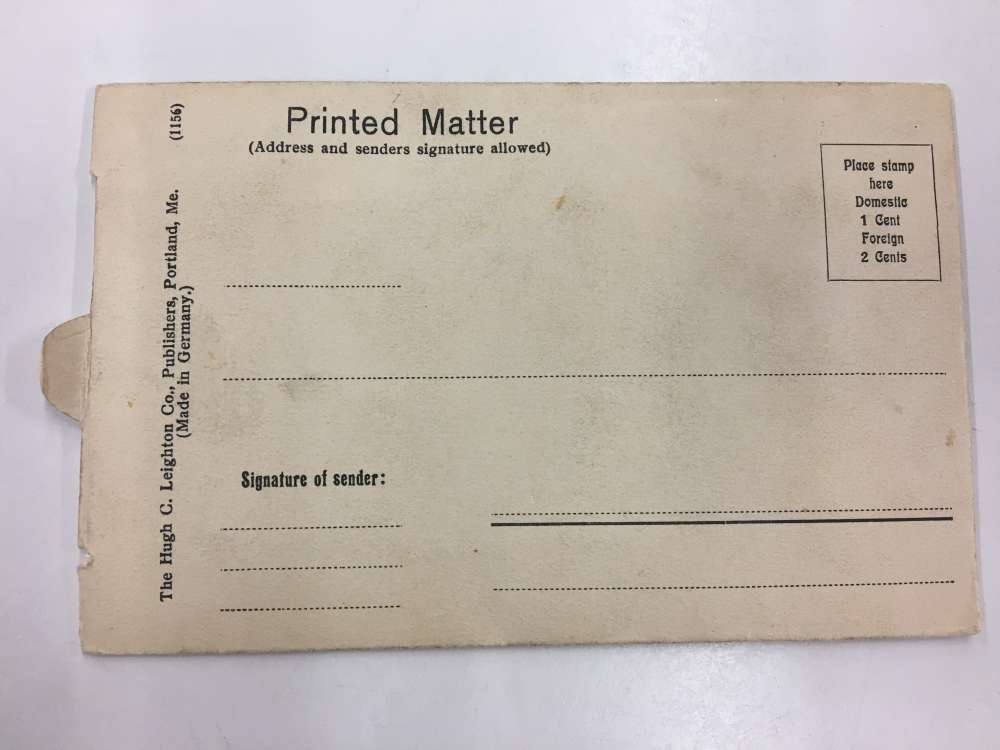 Printed Matter
(Address and senders signature allowed)
Place stamp
here
Domestic
1 Cent
Foreign
2 Cents
Signature of sender:
The Hugh C. Leighton Co., Publishers, Portland, Me. (1156)
(Made in Germany.)